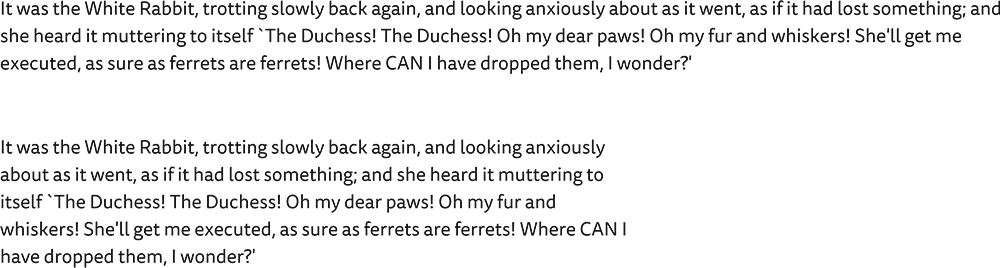 It was the White Rabbit, trotting slowly back again, and looking anxiously about as it went, as if it had lost something; and
she heard it muttering to itself `The Duchess! The Duchess! Oh my dear paws! Oh my fur and whiskers! She'll get me
executed, as sure as ferrets are ferrets! Where CAN I have dropped them, I wonder?'
It was the White Rabbit, trotting slowly back again, and looking anxiously
about as it went, as if it had lost something; and she heard it muttering to
itself `The Duchess! The Duchess! Oh my dear paws! Oh my fur and
whiskers! She'll get me executed, as sure as ferrets are ferrets! Where CAN I
have dropped them, I wonder?'